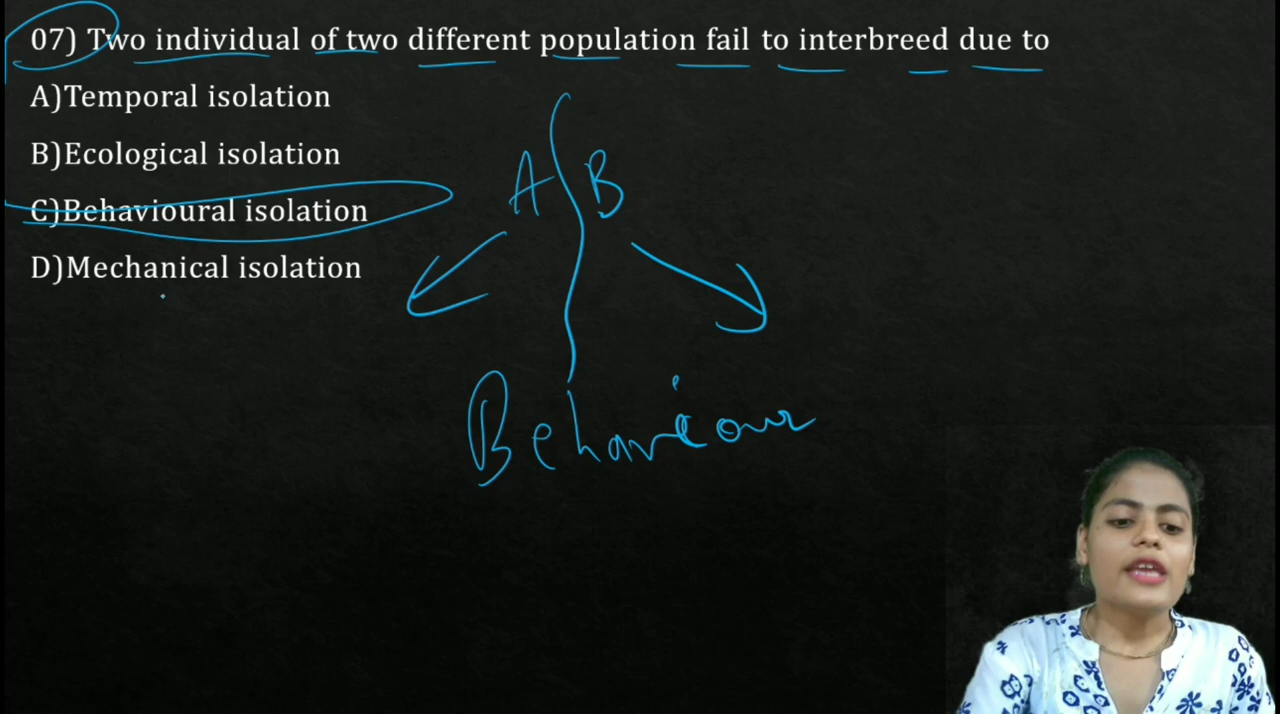 07) Two individual of two different population fail to interbreed due to
A)Temporal isolation
B)Ecological isolation
A B
C)Behavioural isolation
D)Mechanical isolation
Behaviour